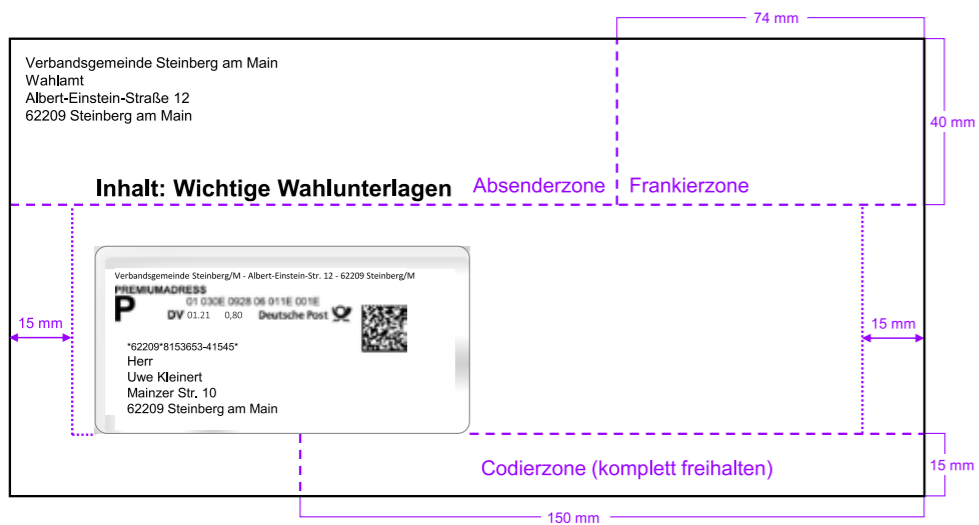 74 mm
Verbandsgemeinde Steinberg am Main
Wahlamt
Albert-Einstein-Straße 12
62209 Steinberg am Main
40 mm
Inhalt: Wichtige Wahlunterlagen
Absenderzone
Frankierzone
Verbandsgemeinde Steinberg/M - Albert-Einstein-Str. 12 - 62209 Steinberg/M
PREMIUMADRESS
P
01 030E 0928 06 011E 001E
DV 01.21 0,80 Deutsche Post
15 mm
15 mm
*62209*8153653-41545*
Herr
Uwe Kleinert
Mainzer Str. 10
62209 Steinberg am Main
Codierzone (komplett freihalten)
15 mm
150 mm